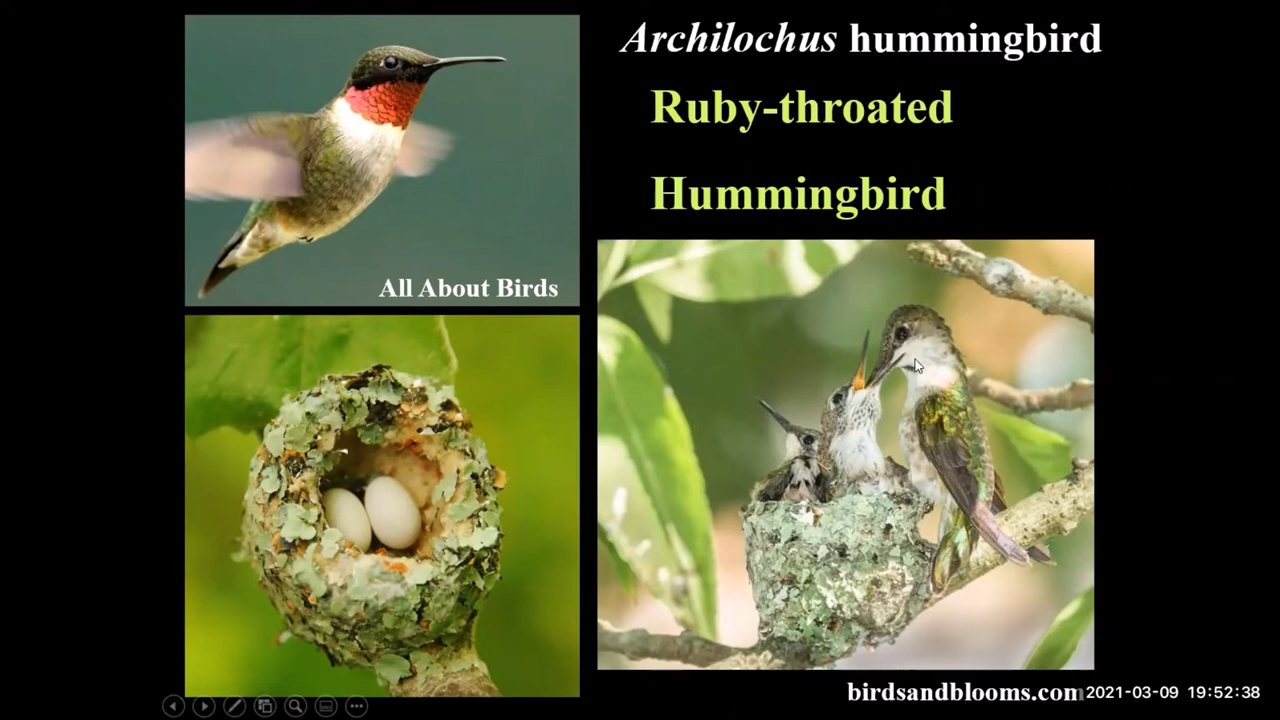 Archilochus hummingbird
Ruby-throated
Hummingbird
All About Birds
birdsandblooms.com
2021-03-09 19:52:38